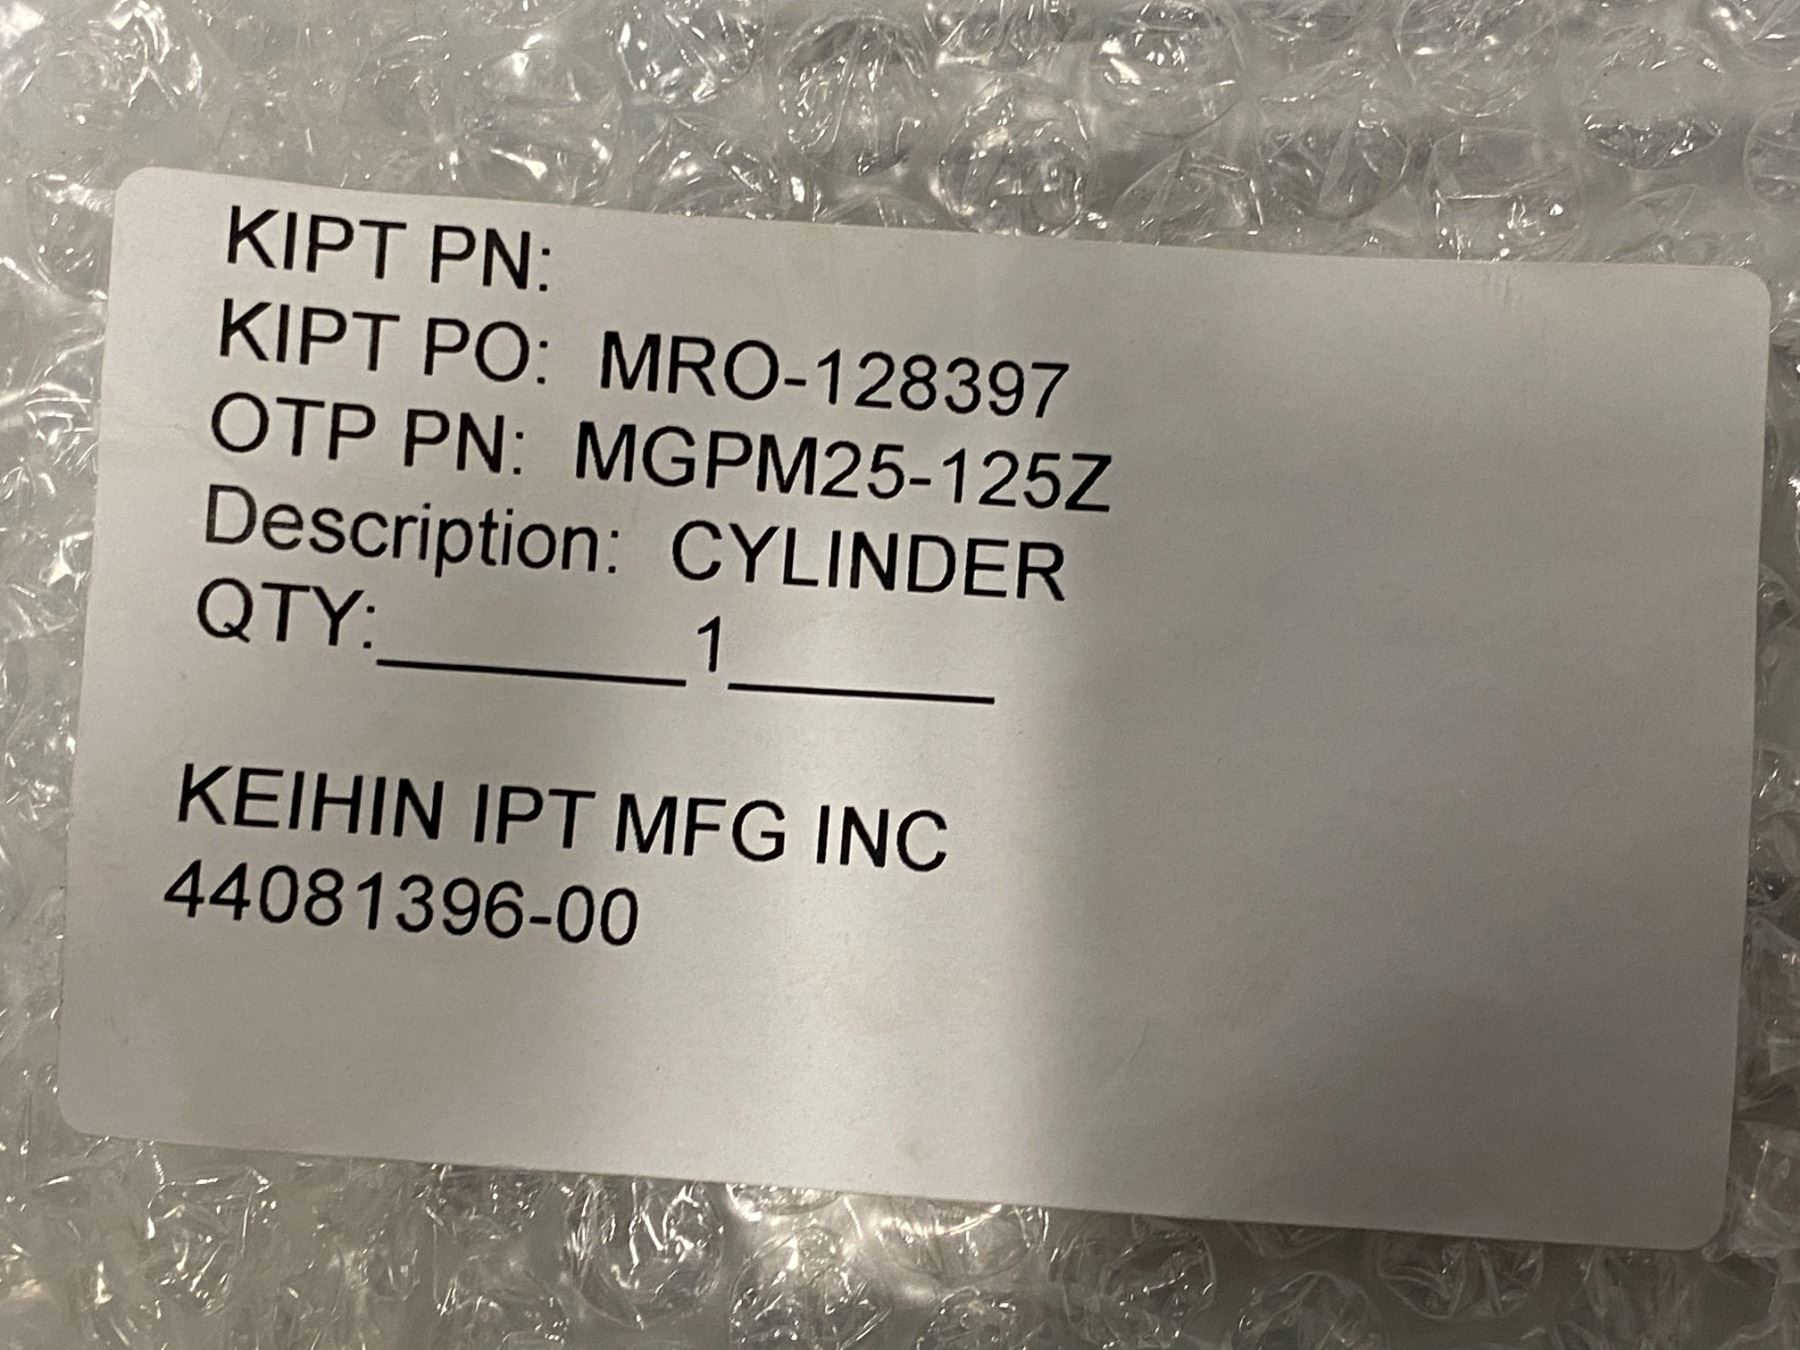 KIPT PN:
KIPT PO: MRO-128397
OTP PN: MGPM25-125Z
Description: CYLINDER
QTY:______1______
KEIHIN IPT MFG INC
44081396-00